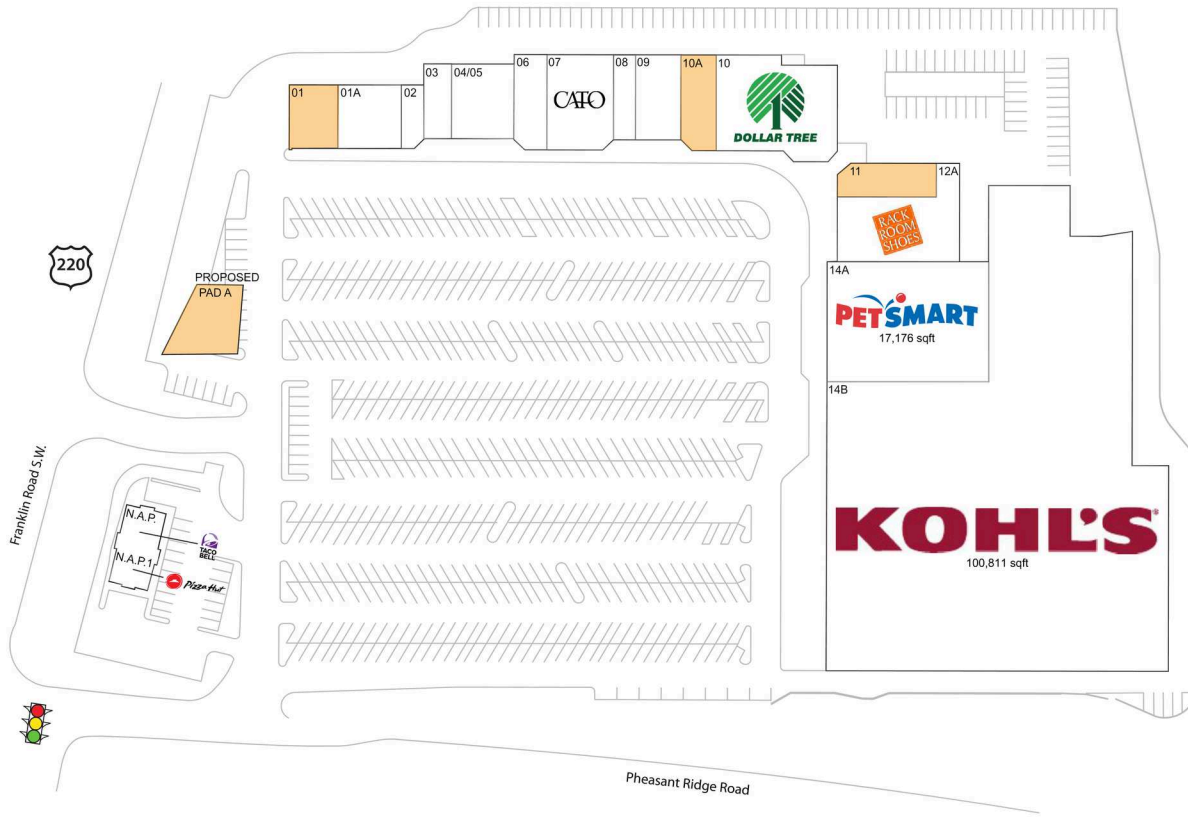 01
01A
02
03
04/05
06
07
CATO
08
09
10A
10
DOLLAR TREE
11
12A
RACK
ROOM
SHOES
14A
PETSMART
17,176 sqft
14B
KOHL'S
100,811 sqft
220
PROPOSED
PAD A
Franklin Road S.W.
N.A.P.
TACO
BELL
N.A.P.1
Pizza Hut
Pheasant Ridge Road